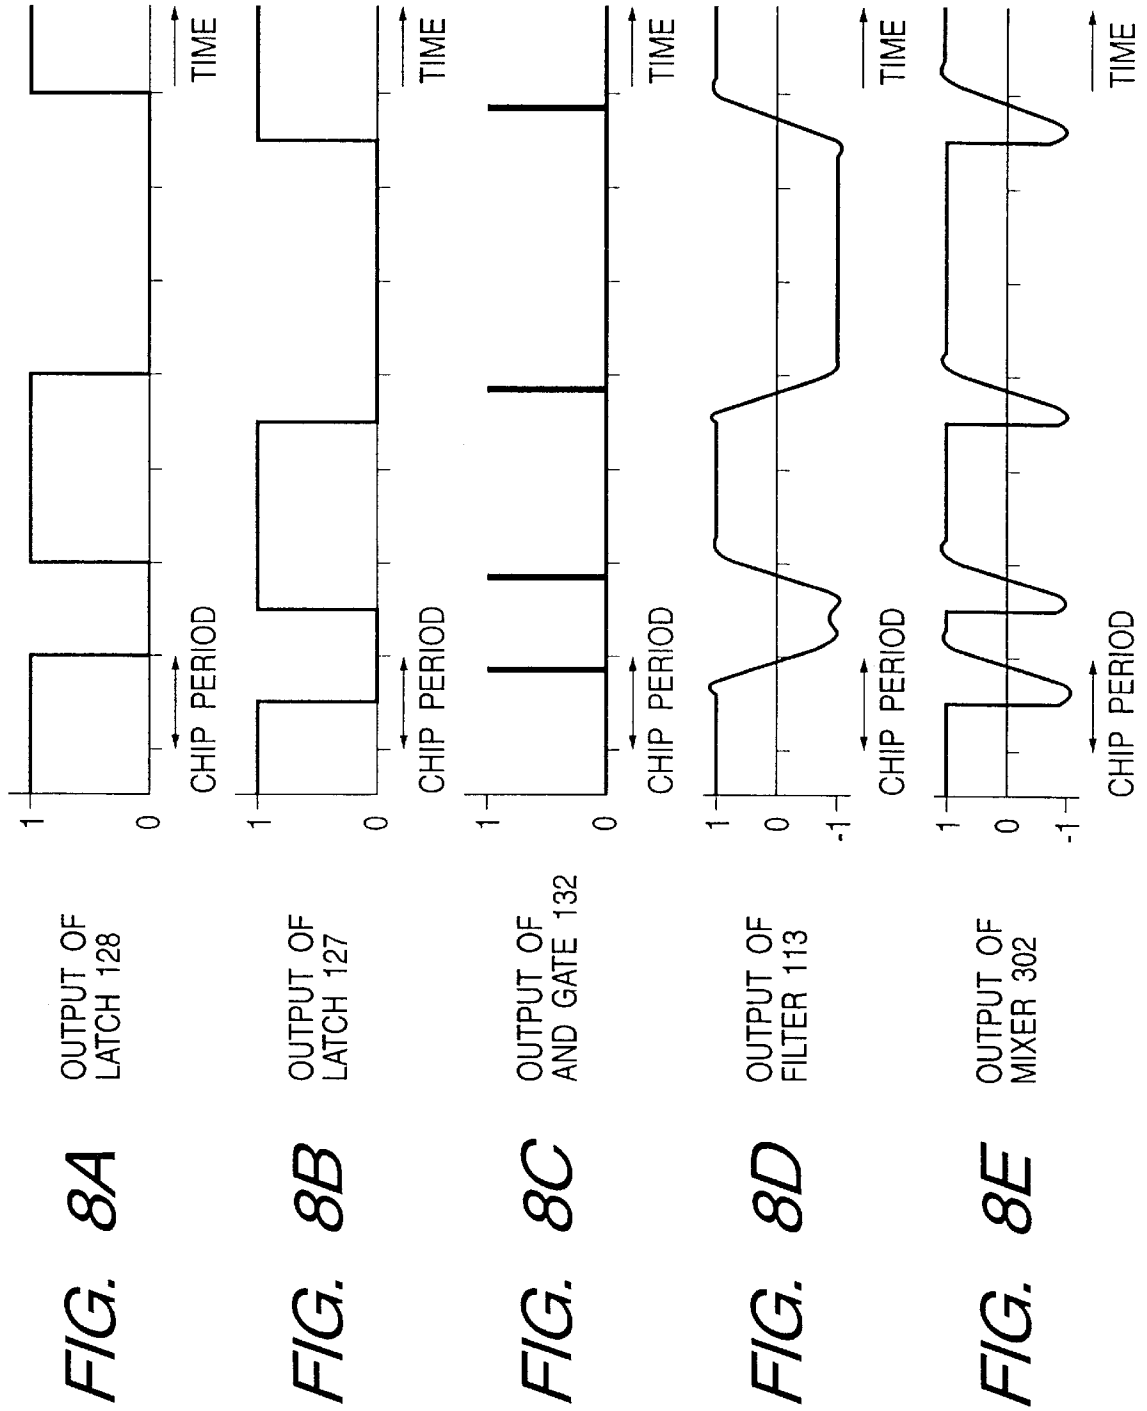 FIG. 8A
OUTPUT OF
LATCH 128
1
0
CHIP PERIOD
TIME
FIG. 8B
OUTPUT OF
LATCH 127
1
0
CHIP PERIOD
TIME
FIG. 8C
OUTPUT OF
AND GATE 132
1
0
CHIP PERIOD
TIME
FIG. 8D
OUTPUT OF
FILTER 113
1
0
-1
CHIP PERIOD
TIME
FIG. 8E
OUTPUT OF
MIXER 302
1
0
-1
CHIP PERIOD
TIME